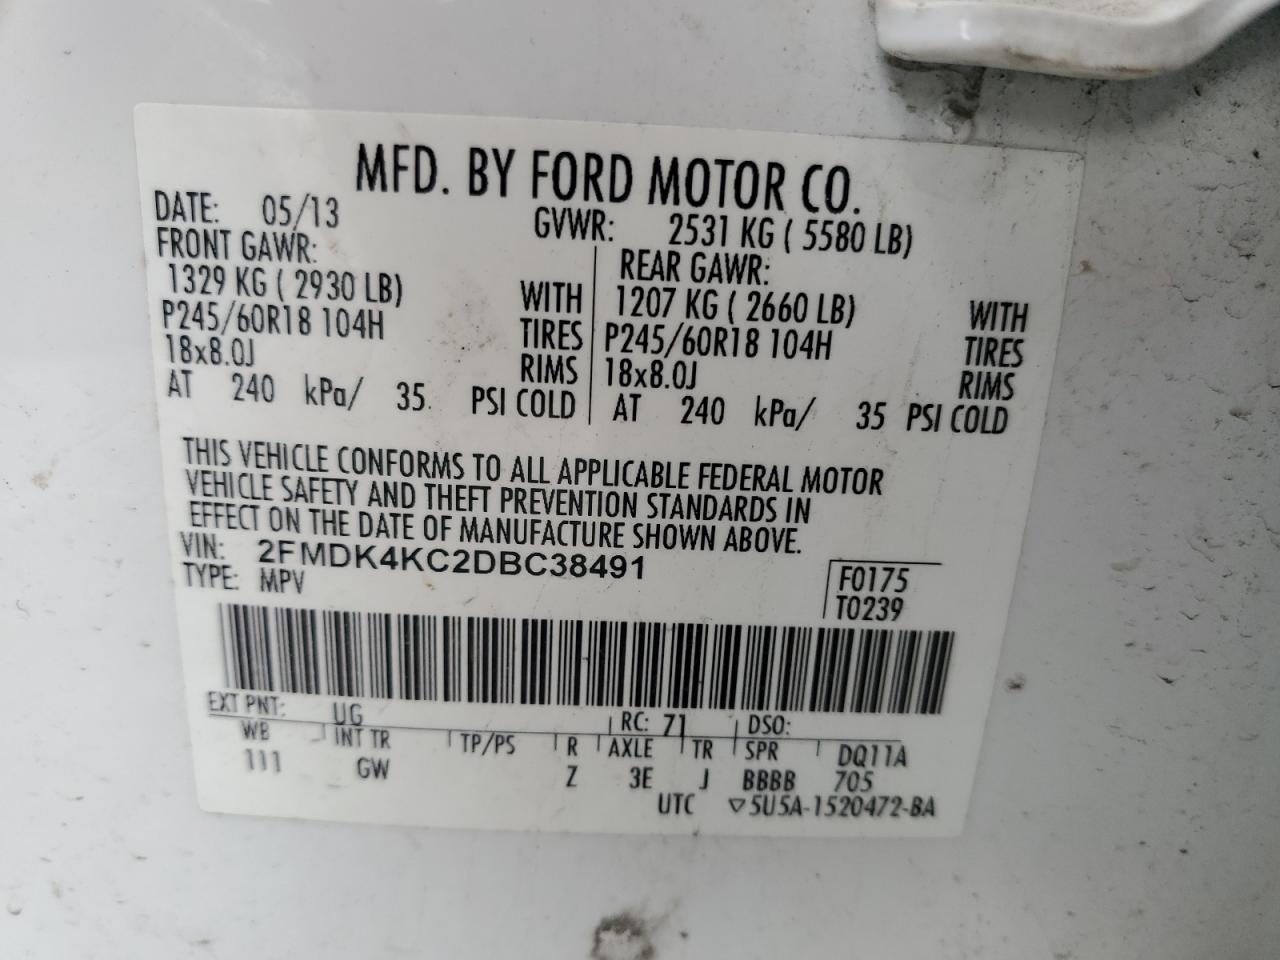 MFD. BY FORD MOTOR CO.
DATE: 05/13 GVWR: 2531 KG ( 5580 LB)
FRONT GAWR: REAR GAWR:
1329 KG ( 2930 LB) WITH 1207 KG ( 2660 LB) WITH
P245/60R18 104H TIRES P245/60R18 104H TIRES
18x8.0J RIMS 18x8.0J RIMS
AT 240 kPa/ 35 PSI COLD AT 240 kPa/ 35 PSI COLD
THIS VEHICLE CONFORMS TO ALL APPLICABLE FEDERAL MOTOR
VEHICLE SAFETY AND THEFT PREVENTION STANDARDS IN
EFFECT ON THE DATE OF MANUFACTURE SHOWN ABOVE.
VIN: 2FMDK4KC2DBC38491
TYPE: MPV F0175
T0239
EXT PNT: UG RC: 71 DSO:
WB INT TR TP/PS R AXLE TR SPR DQ11A
111 GW Z 3E J BBBB 705
UTC ▽5U5A-1520472-BA